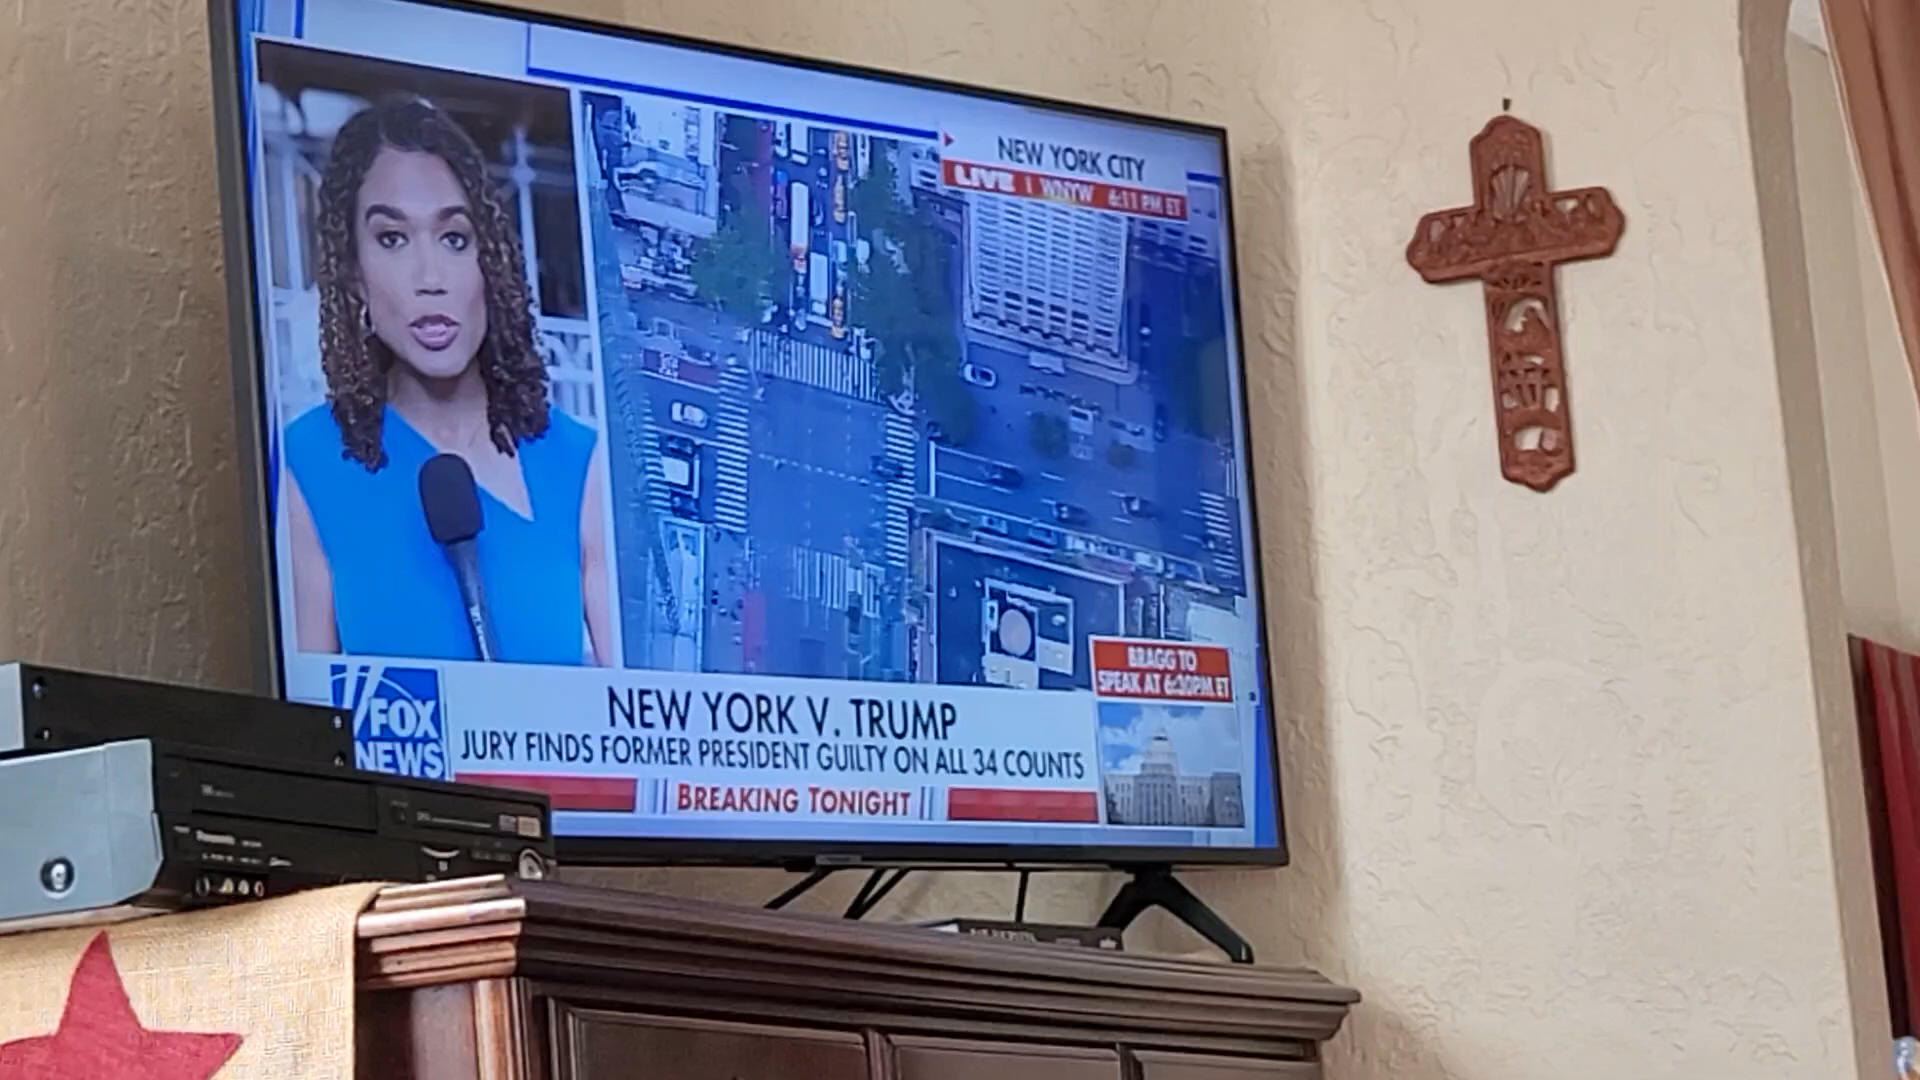 NEW YORK CITY
LIVE | WNYW 6:11 PM ET
BRAGG TO
SPEAK AT 6:30PM ET
FOX
NEWS
NEW YORK V. TRUMP
JURY FINDS FORMER PRESIDENT GUILTY ON ALL 34 COUNTS
BREAKING TONIGHT
Panasonic